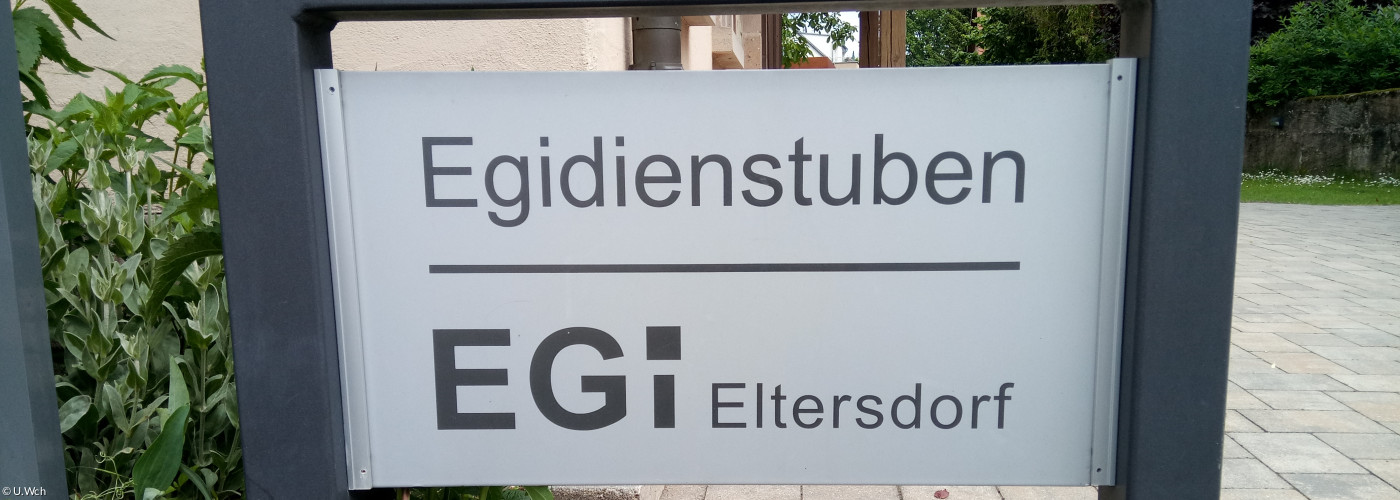 Egidienstuben
EGi Eltersdorf
© U.Wch